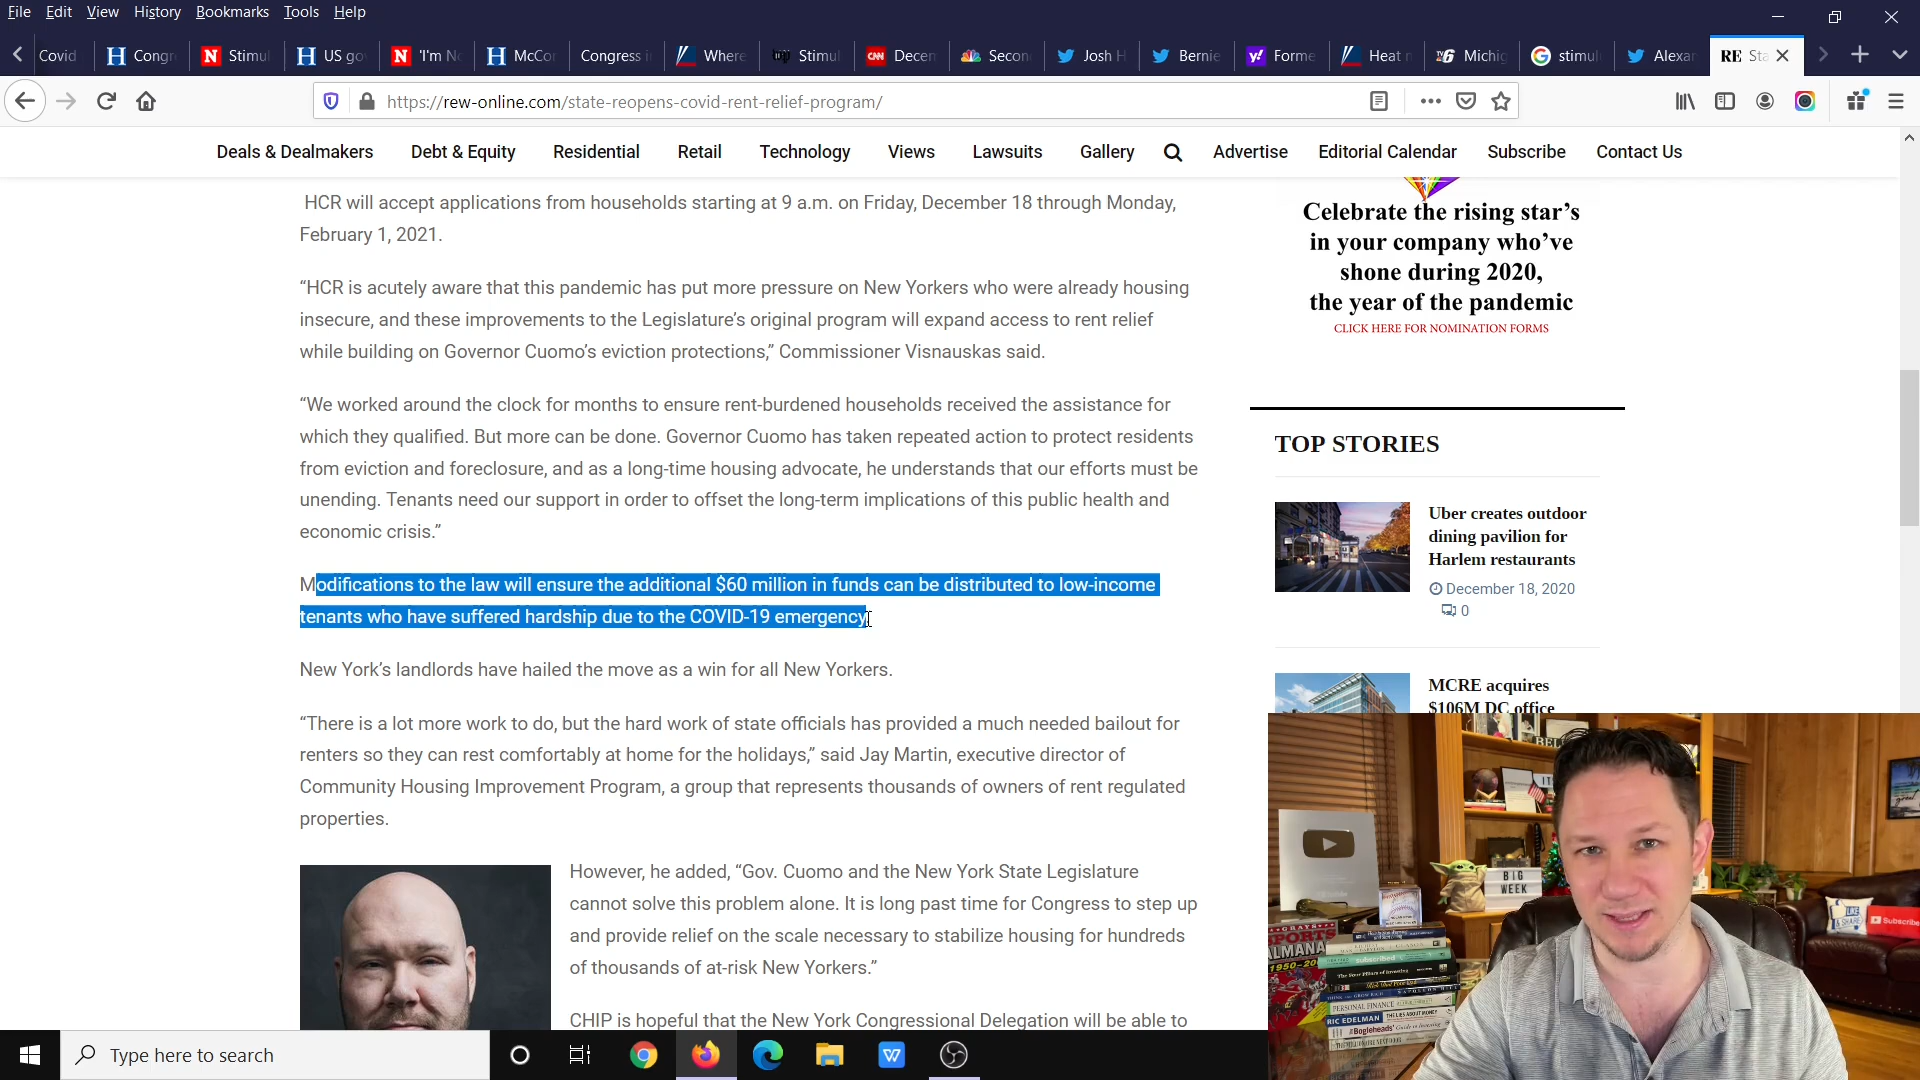 File Edit View History Bookmarks Tools Help
Covid
Congr
Stimul
US go
'I'm No
McCon
Congress i
Where
Stimul
Decem
Secon
Josh H
Bernie
Forme
Heat m
Michig
stimul
Alexan
RE Sta
https://rew-online.com/state-reopens-covid-rent-relief-program/
Deals & Dealmakers Debt & Equity Residential Retail Technology Views Lawsuits Gallery Advertise Editorial Calendar Subscribe Contact Us
HCR will accept applications from households starting at 9 a.m. on Friday, December 18 through Monday,
February 1, 2021.
“HCR is acutely aware that this pandemic has put more pressure on New Yorkers who were already housing
insecure, and these improvements to the Legislature’s original program will expand access to rent relief
while building on Governor Cuomo’s eviction protections,” Commissioner Visnauskas said.
“We worked around the clock for months to ensure rent-burdened households received the assistance for
which they qualified. But more can be done. Governor Cuomo has taken repeated action to protect residents
from eviction and foreclosure, and as a long-time housing advocate, he understands that our efforts must be
unending. Tenants need our support in order to offset the long-term implications of this public health and
economic crisis.”
Modifications to the law will ensure the additional $60 million in funds can be distributed to low-income
tenants who have suffered hardship due to the COVID-19 emergency
New York’s landlords have hailed the move as a win for all New Yorkers.
“There is a lot more work to do, but the hard work of state officials has provided a much needed bailout for
renters so they can rest comfortably at home for the holidays,” said Jay Martin, executive director of
Community Housing Improvement Program, a group that represents thousands of owners of rent regulated
properties.
However, he added, “Gov. Cuomo and the New York State Legislature
cannot solve this problem alone. It is long past time for Congress to step up
and provide relief on the scale necessary to stabilize housing for hundreds
of thousands of at-risk New Yorkers.”
CHIP is hopeful that the New York Congressional Delegation will be able to
Celebrate the rising star’s
in your company who’ve
shone during 2020,
the year of the pandemic
CLICK HERE FOR NOMINATION FORMS
TOP STORIES
Uber creates outdoor
dining pavilion for
Harlem restaurants
December 18, 2020
0
MCRE acquires
$106M DC office
BIG
WEEK
Subscribe
SPORTS
ALMANA
1950-20
PERSONAL FINANCE
RIC EDELMAN
Type here to search